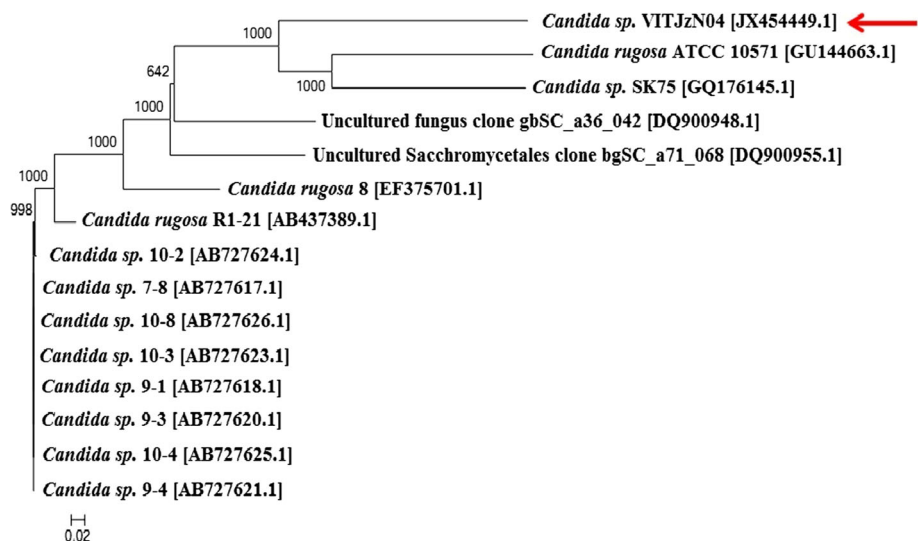 Candida sp. VITJzN04 [JX454449.1]
1000
Candida rugosa ATCC 10571 [GU144663.1]
642
1000
Candida sp. SK75 [GQ176145.1]
1000
Uncultured fungus clone gbSC_a36_042 [DQ900948.1]
1000
Uncultured Sacchromycetales clone bgSC_a71_068 [DQ900955.1]
1000
Candida rugosa 8 [EF375701.1]
998
Candida rugosa R1-21 [AB437389.1]
Candida sp. 10-2 [AB727624.1]
Candida sp. 7-8 [AB727617.1]
Candida sp. 10-8 [AB727626.1]
Candida sp. 10-3 [AB727623.1]
Candida sp. 9-1 [AB727618.1]
Candida sp. 9-3 [AB727620.1]
Candida sp. 10-4 [AB727625.1]
Candida sp. 9-4 [AB727621.1]
0.02